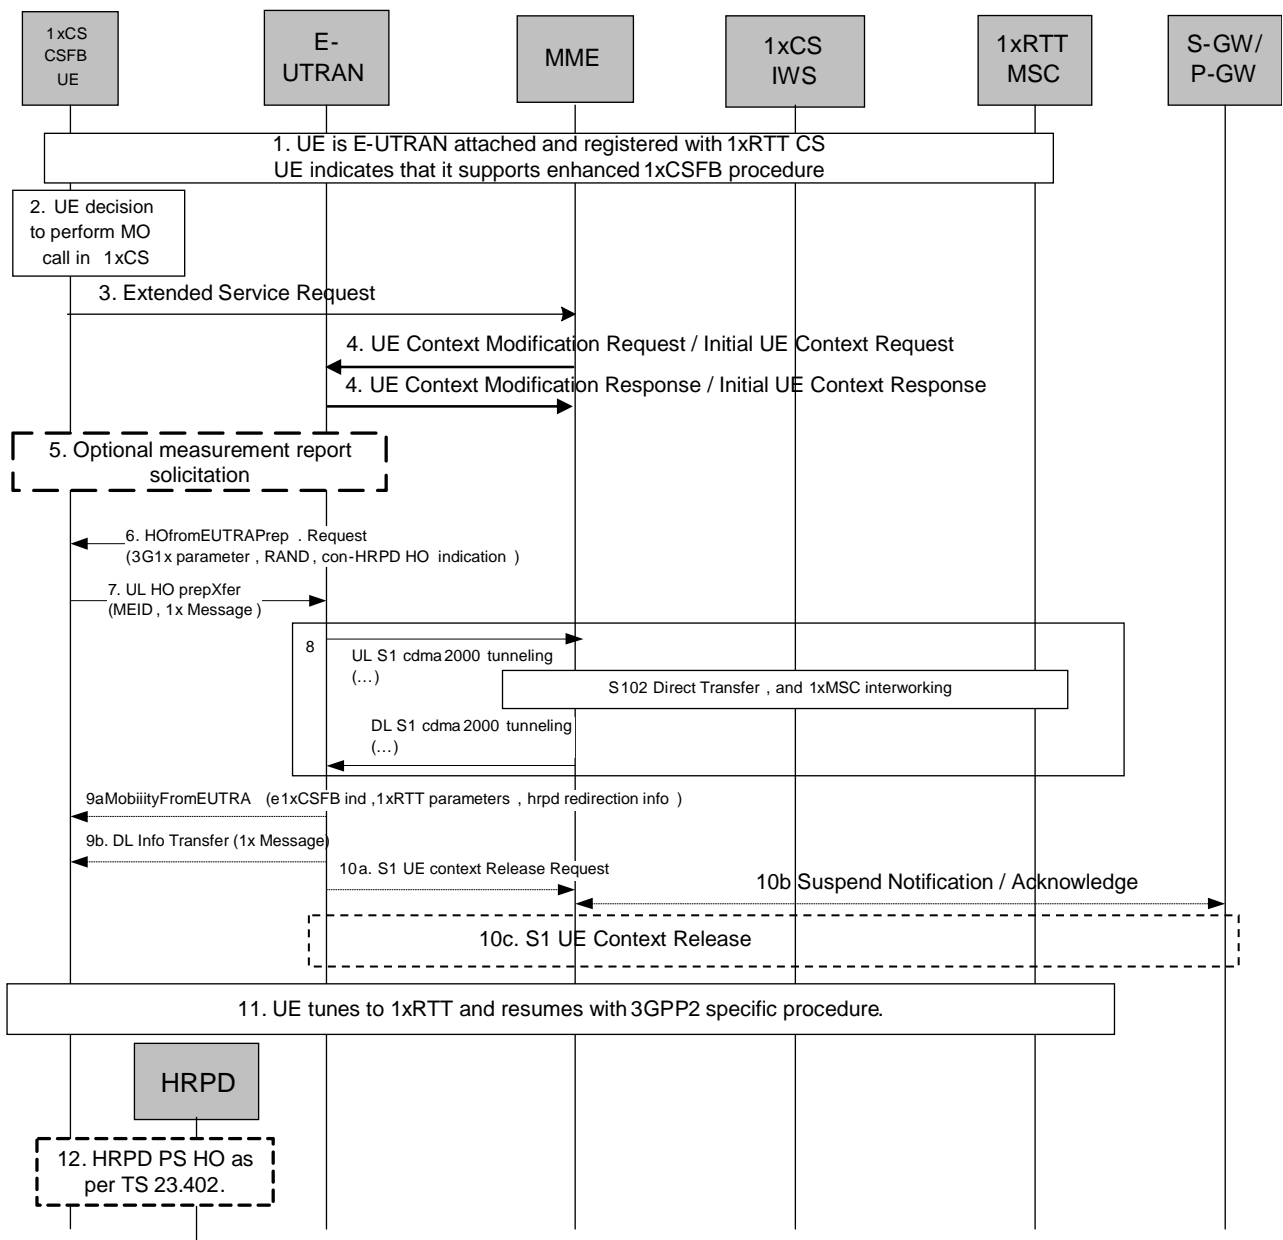 1xCS
CSFB
UE
E-
UTRAN
MME
1xCS
IWS
1xRTT
MSC
S-GW/
P-GW
1. UE is E-UTRAN attached and registered with 1xRTT CS
UE indicates that it supports enhanced 1xCSFB procedure
2. UE decision
to perform MO
call in 1xCS
3. Extended Service Request
4. UE Context Modification Request / Initial UE Context Request
4. UE Context Modification Response / Initial UE Context Response
5. Optional measurement report
solicitation
6. HOfromEUTRAPrep . Request
(3G1x parameter , RAND , con-HRPD HO indication )
7. UL HO prepXfer
(MEID , 1x Message )
8
UL S1 cdma 2000 tunneling
(...)
S102 Direct Transfer , and 1xMSC interworking
DL S1 cdma 2000 tunneling
(...)
9aMobiiityFromEUTRA (e1xCSFB ind ,1xRTT parameters , hrpd redirection info )
9b. DL Info Transfer (1x Message)
10a. S1 UE context Release Request
10b Suspend Notification / Acknowledge
10c. S1 UE Context Release
11. UE tunes to 1xRTT and resumes with 3GPP2 specific procedure.
HRPD
12. HRPD PS HO as
per TS 23.402.